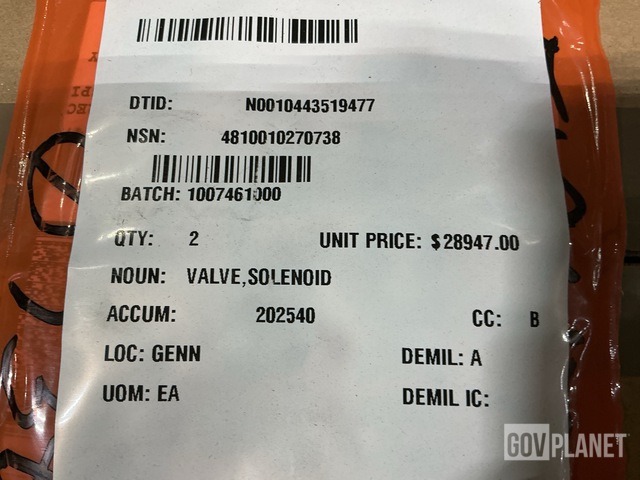 DTID: N0010443519477
NSN: 4810010270738
BATCH: 1007461000
QTY: 2 UNIT PRICE: $28947.00
NOUN: VALVE,SOLENOID
ACCUM: 202540 CC: B
LOC: GENN DEMIL: A
UOM: EA DEMIL IC:
GOVPLANET